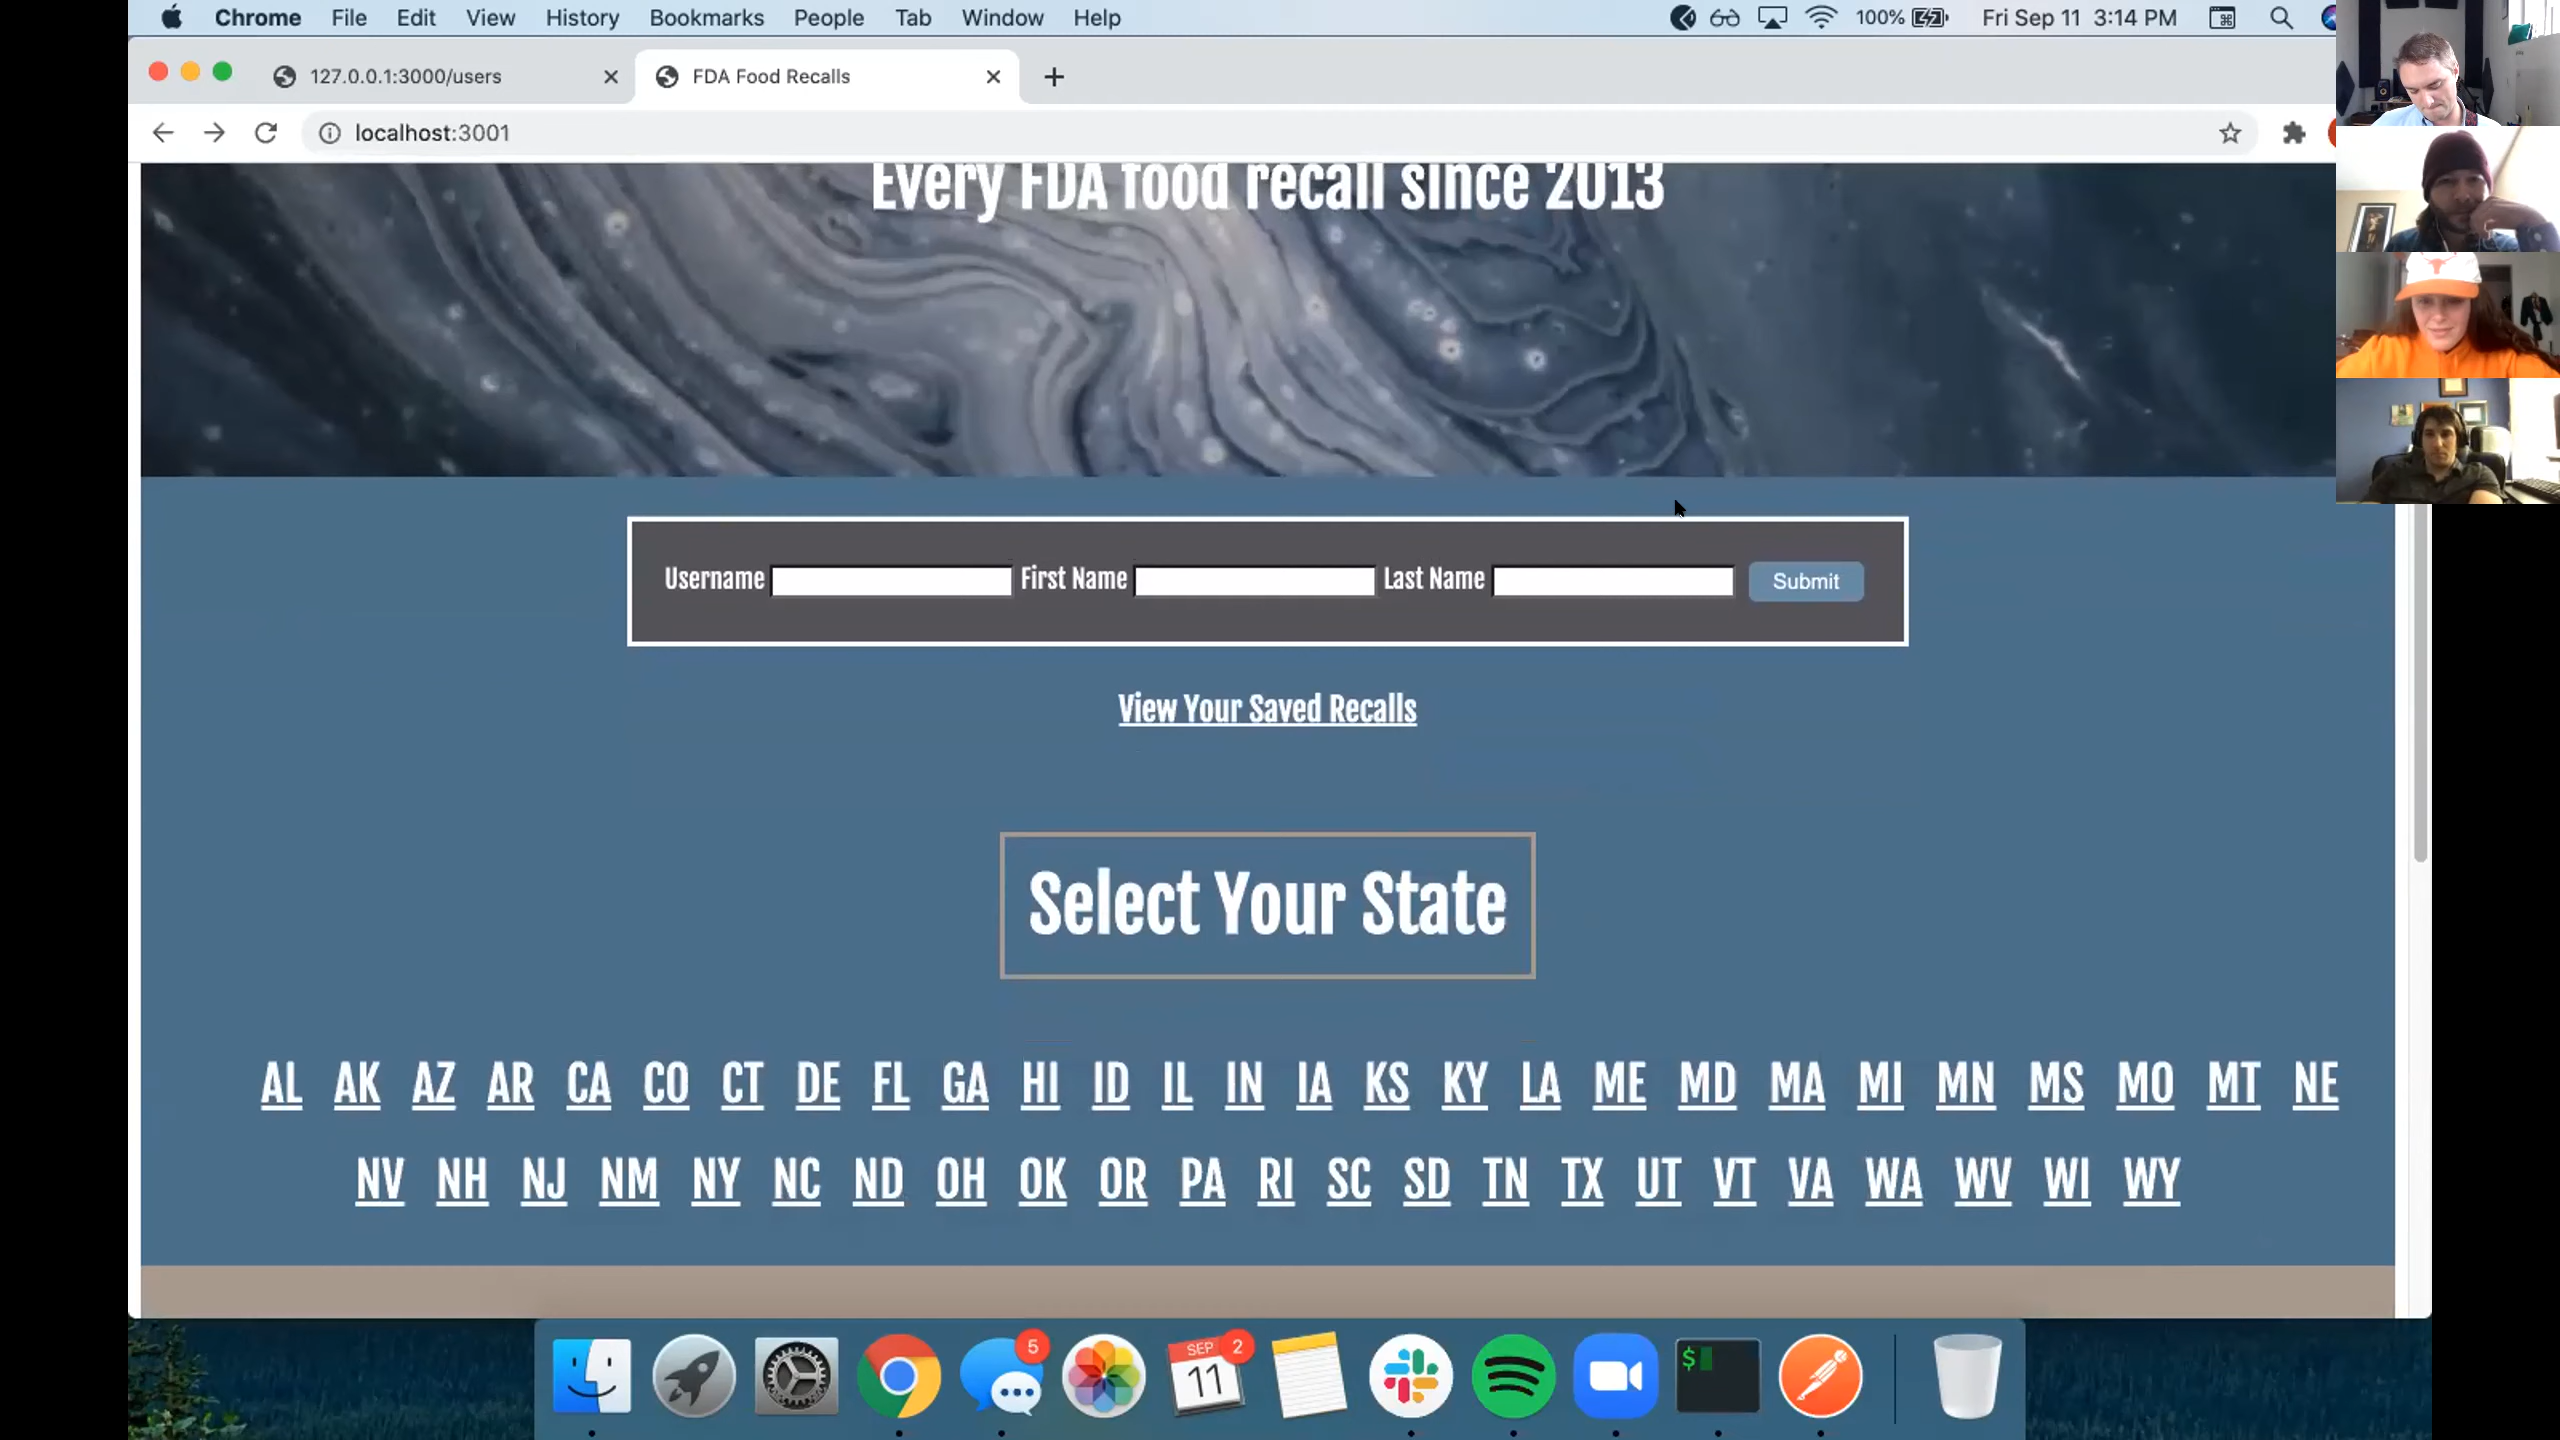 Chrome File Edit View History Bookmarks People Tab Window Help 100% Fri Sep 11 3:14 PM
127.0.0.1:3000/users FDA Food Recalls
localhost:3001
Every FDA food recall since 2013
Username First Name Last Name Submit
View Your Saved Recalls
Select Your State
AL AK AZ AR CA CO CT DE FL GA HI ID IL IN IA KS KY LA ME MD MA MI MN MS MO MT NE
NV NH NJ NM NY NC ND OH OK OR PA RI SC SD TN TX UT VT VA WA WV WI WY
5 SEP 2 $
11